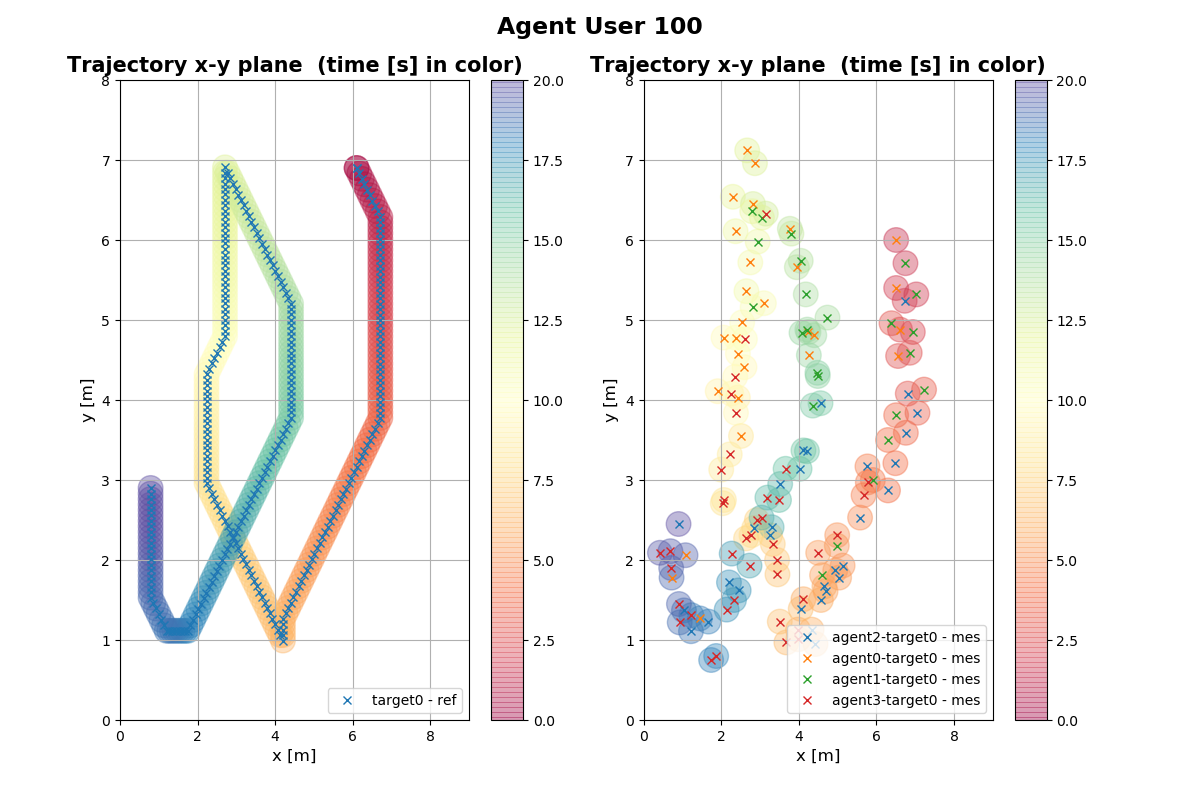 Agent User 100
Trajectory x-y plane  (time [s] in color)
8
7
6
5
4
3
2
1
0
y [m]
0 2 4 6 8
x [m]
target0 - ref
20.0
17.5
15.0
12.5
10.0
7.5
5.0
2.5
0.0
Trajectory x-y plane  (time [s] in color)
8
7
6
5
4
3
2
1
0
y [m]
0 2 4 6 8
x [m]
agent2-target0 - mes
agent0-target0 - mes
agent1-target0 - mes
agent3-target0 - mes
20.0
17.5
15.0
12.5
10.0
7.5
5.0
2.5
0.0